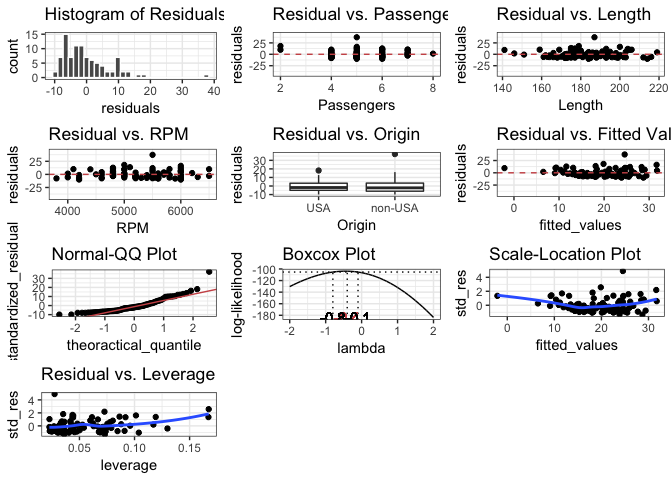 Histogram of Residuals
Residual vs. Passenge
Residual vs. Length
count
15
10
5
0
-10 0 10 20 30 40
residuals
residuals
25
0
-25
2 4 6 8
Passengers
residuals
25
0
-25
140 160 180 200 220
Length
Residual vs. RPM
Residual vs. Origin
Residual vs. Fitted Val
residuals
25
0
-25
4000 5000 6000
RPM
residuals
30
20
10
0
-10
USA non-USA
Origin
residuals
25
0
-25
0 10 20 30
fitted_values
Normal-QQ Plot
Boxcox Plot
Scale-Location Plot
standardized_residual
30
20
10
0
-10
-2 -1 0 1 2
theoractical_quantile
log-likelihood
-100
-120
-140
-160
-180
-2 -1 0 1 2
lambda
std_res
4
2
0
0 10 20 30
fitted_values
Residual vs. Leverage
std_res
4
2
0
0.05 0.10 0.15
leverage